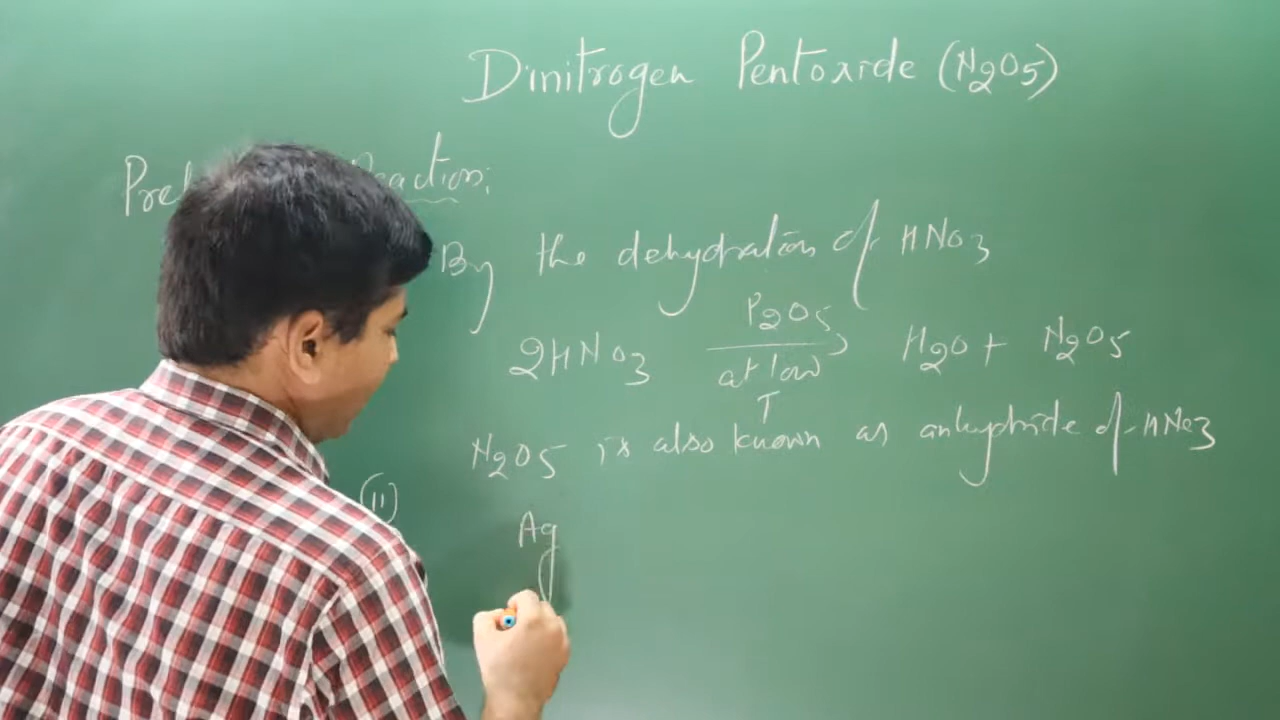 Dinitrogen Pentoxide (N2O5)
Reaction:
By the dehydration of HNO3
2HNO3 P2O5 at low T H2O + N2O5
N2O5 is also known as anhydride of HNO3
(ii) Ag